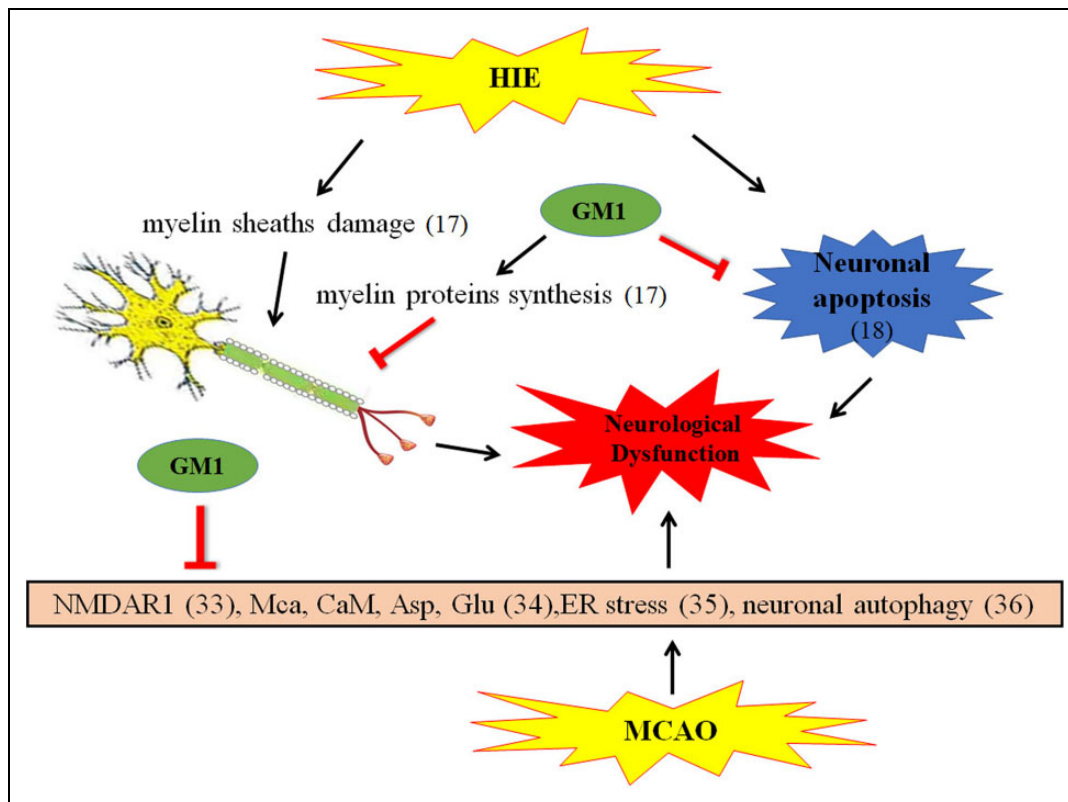 HIE
myelin sheaths damage (17)
GM1
myelin proteins synthesis (17)
Neuronal
apoptosis
(18)
Neurological
Dysfunction
GM1
NMDAR1 (33), Mca, CaM, Asp, Glu (34),ER stress (35), neuronal autophagy (36)
MCAO